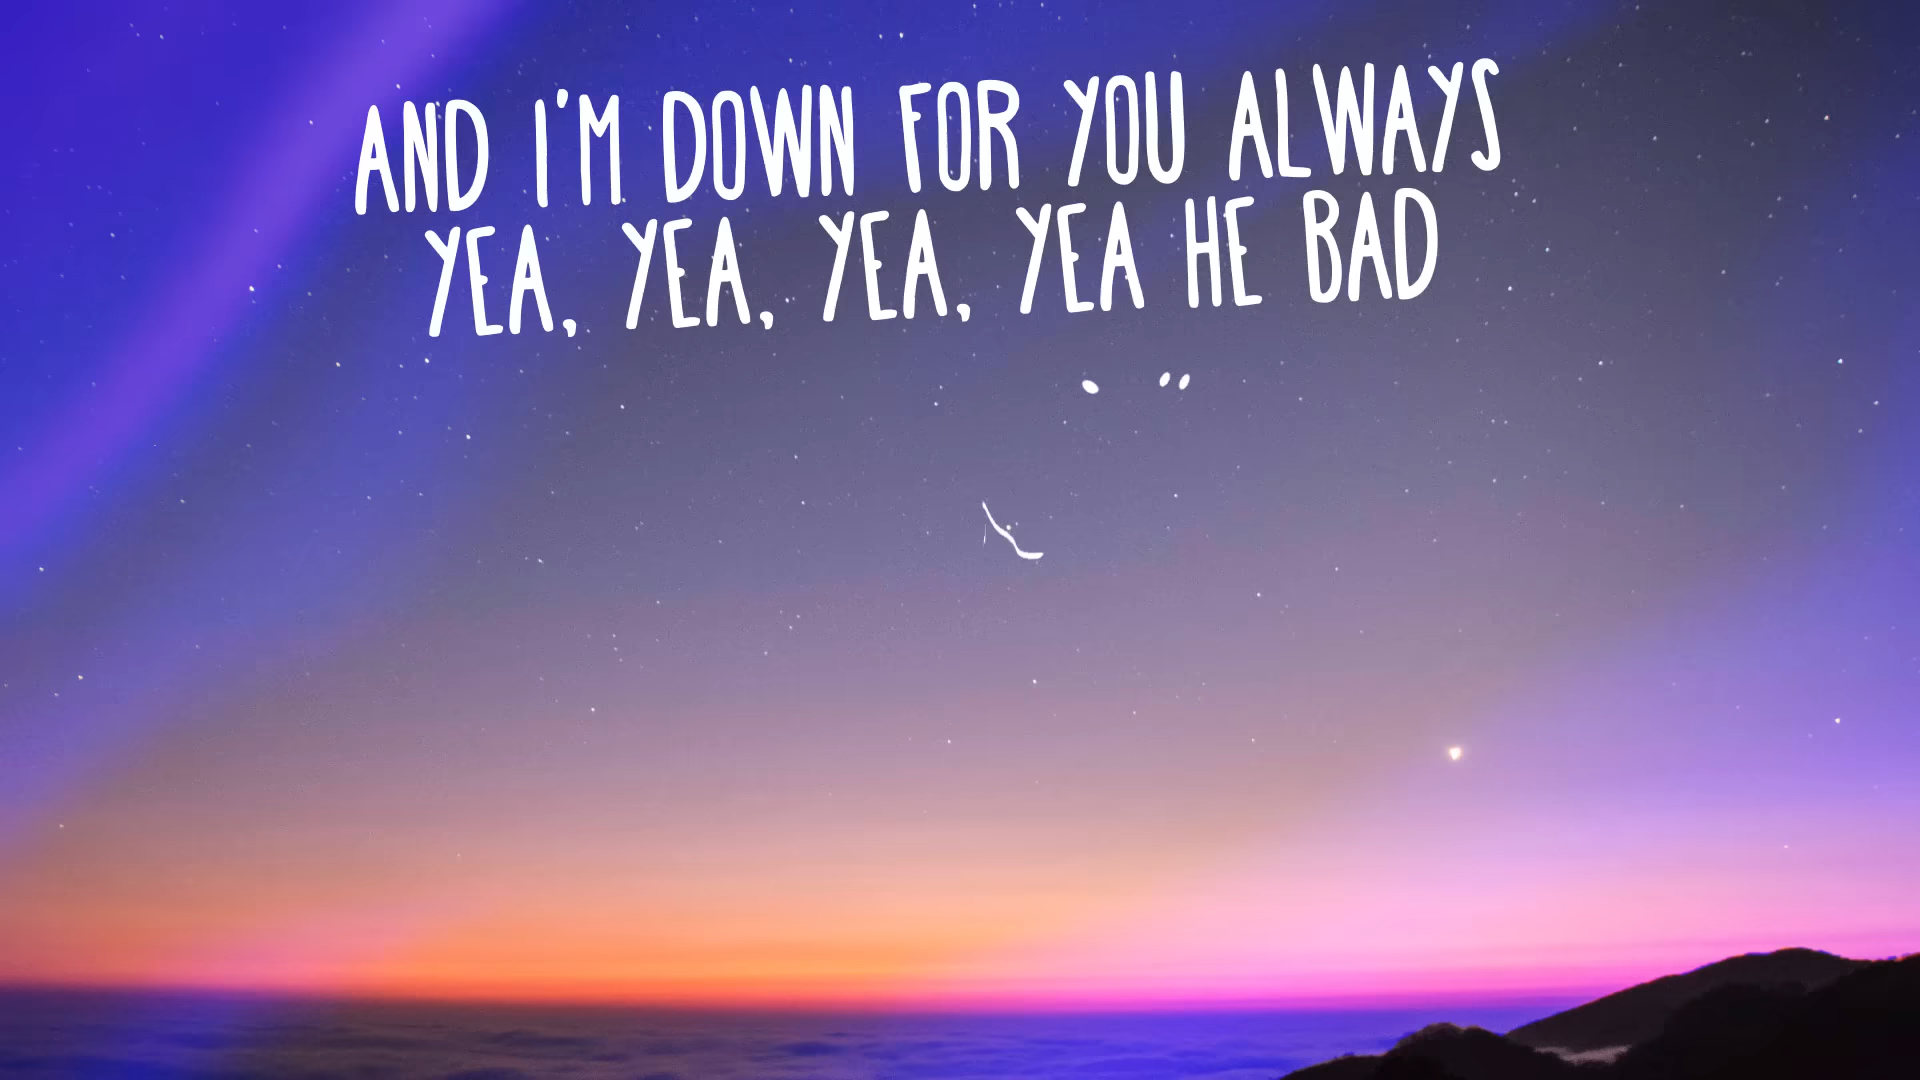 AND I'M DOWN FOR YOU ALWAYS
YEA, YEA, YEA, YEA HE BAD